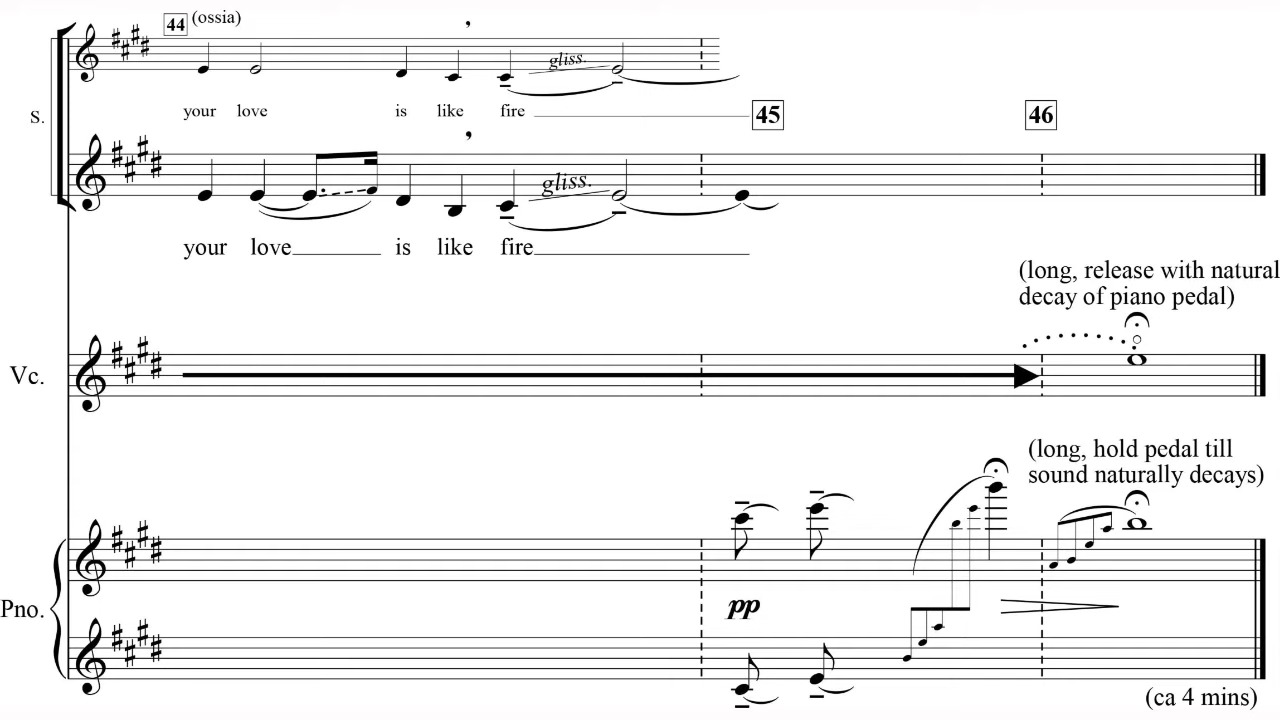 44 (ossia)
gliss.
S.
your love is like fire
45
46
gliss.
your love is like fire
(long, release with natural
decay of piano pedal)
Vc.
(long, hold pedal till
sound naturally decays)
Pno.
pp
(ca 4 mins)